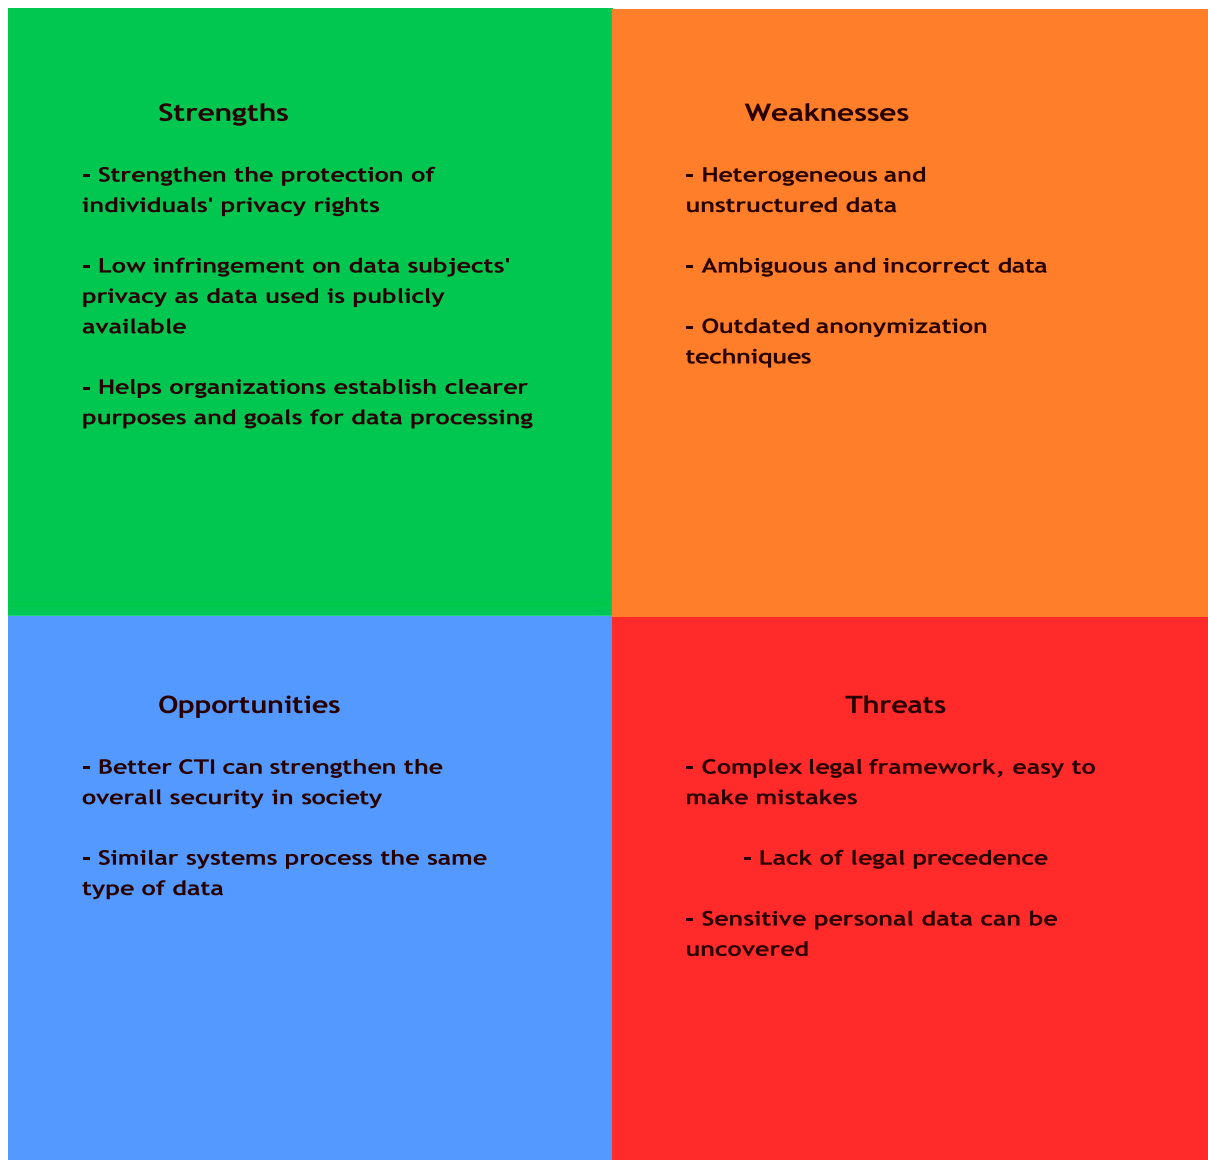 Strengths
- Strengthen the protection of
individuals' privacy rights
- Low infringement on data subjects'
privacy as data used is publicly
available
- Helps organizations establish clearer
purposes and goals for data processing
Weaknesses
- Heterogeneous and
unstructured data
- Ambiguous and incorrect data
- Outdated anonymization
techniques
Opportunities
- Better CTI can strengthen the
overall security in society
- Similar systems process the same
type of data
Threats
- Complex legal framework, easy to
make mistakes
- Lack of legal precedence
- Sensitive personal data can be
uncovered